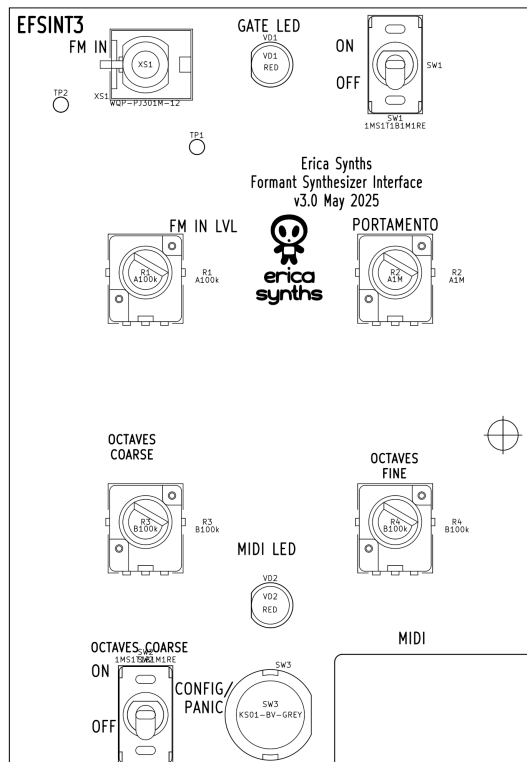 EFSINT3
GATE LED
FM IN
VD1
VD1
RED
XS1
XS1
WQP-PJ301M-12
ON
OFF
SW1
SW1
1MS1T1B1M1RE
TP2
TP1
Erica Synths
Formant Synthesizer Interface
v3.0 May 2025
FM IN LVL
PORTAMENTO
erica
synths
R1
A100k
R1
A100k
R2
A1M
R2
A1M
OCTAVES
COARSE
OCTAVES
FINE
R3
B100k
R3
B100k
R4
B100k
R4
B100k
MIDI LED
VD2
VD2
RED
MIDI
OCTAVES COARSE
SW2
ON
OFF
SW3
CONFIG/
PANIC
SW3
KS01-BV-GREY